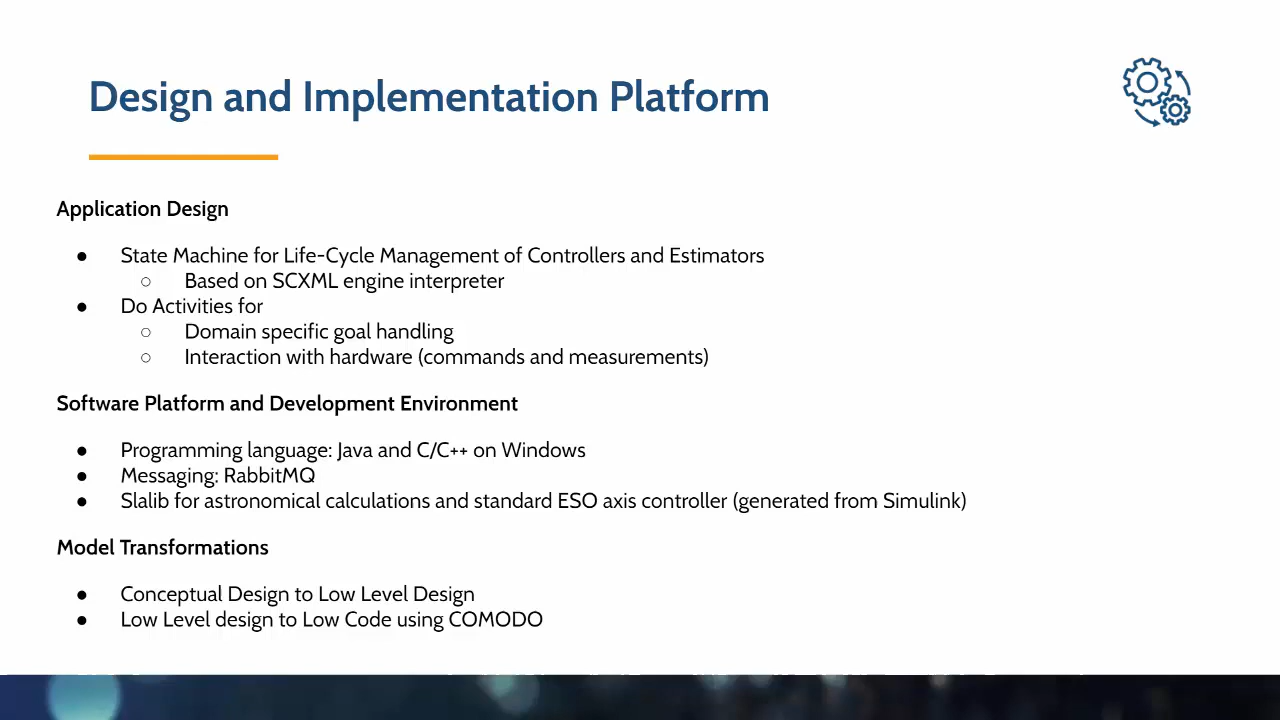 Design and Implementation Platform
Application Design
● State Machine for Life-Cycle Management of Controllers and Estimators
○ Based on SCXML engine interpreter
● Do Activities for
○ Domain specific goal handling
○ Interaction with hardware (commands and measurements)
Software Platform and Development Environment
● Programming language: Java and C/C++ on Windows
● Messaging: RabbitMQ
● Slalib for astronomical calculations and standard ESO axis controller (generated from Simulink)
Model Transformations
● Conceptual Design to Low Level Design
● Low Level design to Low Code using COMODO